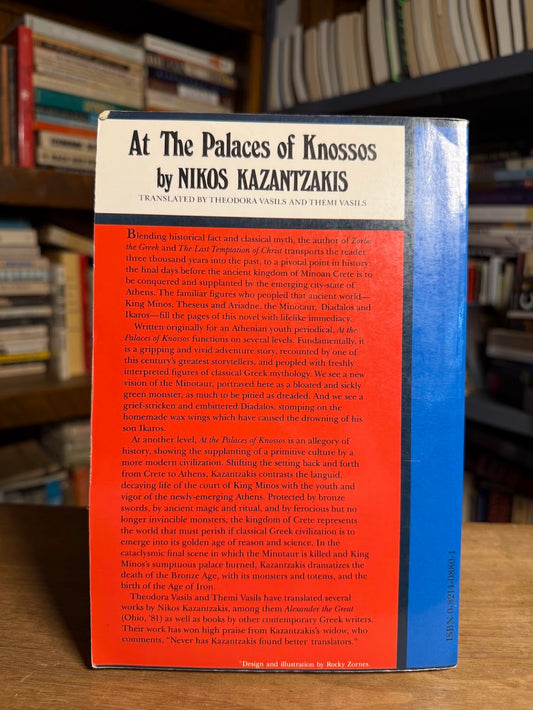 At The Palaces of Knossos
by NIKOS KAZANTZAKIS
TRANSLATED BY THEODORA VASILS AND THEMI VASILS
Blending historical fact and classical myth, the author of Zorba
the Greek and The Last Temptation of Christ transports the reader
three thousand years into the past, to a pivotal point in history:
the final days before the ancient kingdom of Minoan Crete is to
be conquered and supplanted by the emerging city-state of
Athens. The familiar figures who peopled that ancient world—
King Minos, Theseus and Ariadne, the Minotaur, Diadalos and
Ikaros—fill the pages of this novel with lifelike immediacy.
Written originally for an Athenian youth periodical, At the
Palaces of Knossos functions on several levels. Fundamentally, it
is a gripping and vivid adventure story, recounted by one of
this century's greatest storytellers, and peopled with freshly
interpreted figures of classical Greek mythology. We see a new
vision of the Minotaur, portrayed here as a bloated and sickly
green monster, as much to be pitied as dreaded. And we see a
grief-stricken and embittered Diadalos, stomping on the
homemade wax wings which have caused the drowning of his
son Ikaros.
At another level, At the Palaces of Knossos is an allegory of
history, showing the supplanting of a primitive culture by a
more modern civilization. Shifting the setting back and forth
from Crete to Athens, Kazantzakis contrasts the languid,
decaying life of the court of King Minos with the youth and
vigor of the newly-emerging Athens. Protected by bronze
swords, by ancient magic and ritual, and by ferocious but no
longer invincible monsters, the kingdom of Crete represents
the world that must perish if classical Greek civilization is to
emerge into its golden age of reason and science. In the
cataclysmic final scene in which the Minotaur is killed and King
Minos's sumptuous palace burned, Kazantzakis dramatizes the
death of the Bronze Age, with its monsters and totems, and the
birth of the Age of Iron.
Theodora Vasils and Themi Vasils have translated several
works by Nikos Kazantzakis, among them Alexander the Great
(Ohio, '81) as well as books by other contemporary Greek writers.
Their work has won high praise from Kazantzakis's widow, who
comments, "Never has Kazantzakis found better translators."
"Design and illustration by Rocky Zornes.
ISBN 0-8214-0880-1